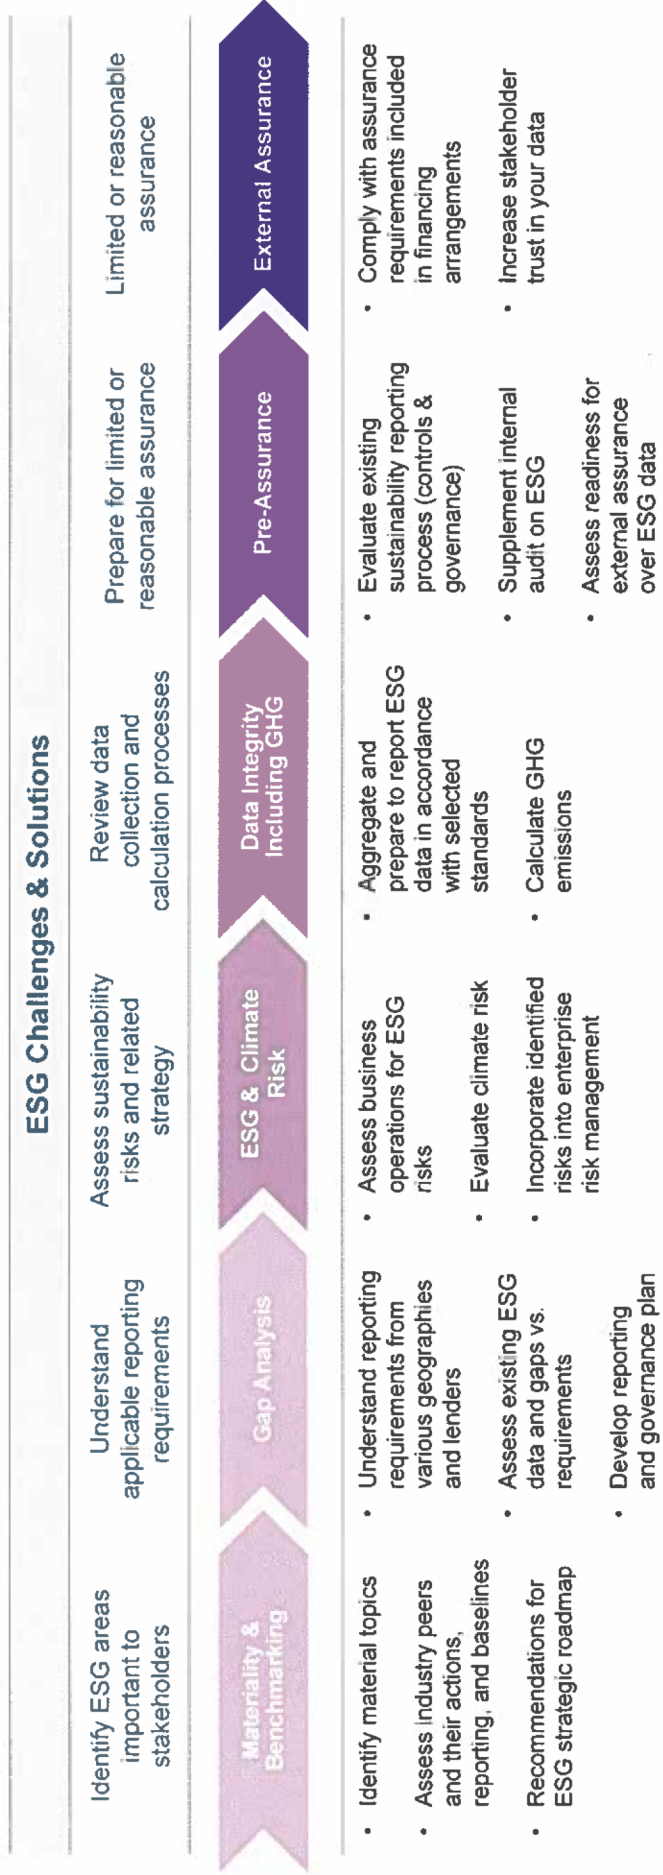 ESG Challenges & Solutions
Identify ESG areas
important to
stakeholders
Understand
applicable reporting
requirements
Assess sustainability
risks and related
strategy
Review data
collection and
calculation processes
Prepare for limited or
reasonable assurance
Limited or reasonable
assurance
Materiality &
Benchmarking
Gap Analysis
ESG & Climate
Risk
Data Integrity
Including GHG
Pre-Assurance
External Assurance
• Identify material topics
• Assess Industry peers
and their actions,
reporting, and baselines
• Recommendations for
ESG strategic roadmap
• Understand reporting
requirements from
various geographies
and lenders
• Assess existing ESG
data and gaps vs.
requirements
• Develop reporting
and governance plan
• Assess business
operations for ESG
risks
• Evaluate climate risk
• Incorporate identified
risks into enterprise
risk management
• Aggregate and
prepare to report ESG
data in accordance
with selected
standards
• Calculate GHG
emissions
• Evaluate existing
sustainability reporting
process (controls &
governance)
• Supplement internal
audit on ESG
• Assess readiness for
external assurance
over ESG data
• Comply with assurance
requirements included
in financing
arrangements
• Increase stakeholder
trust in your data